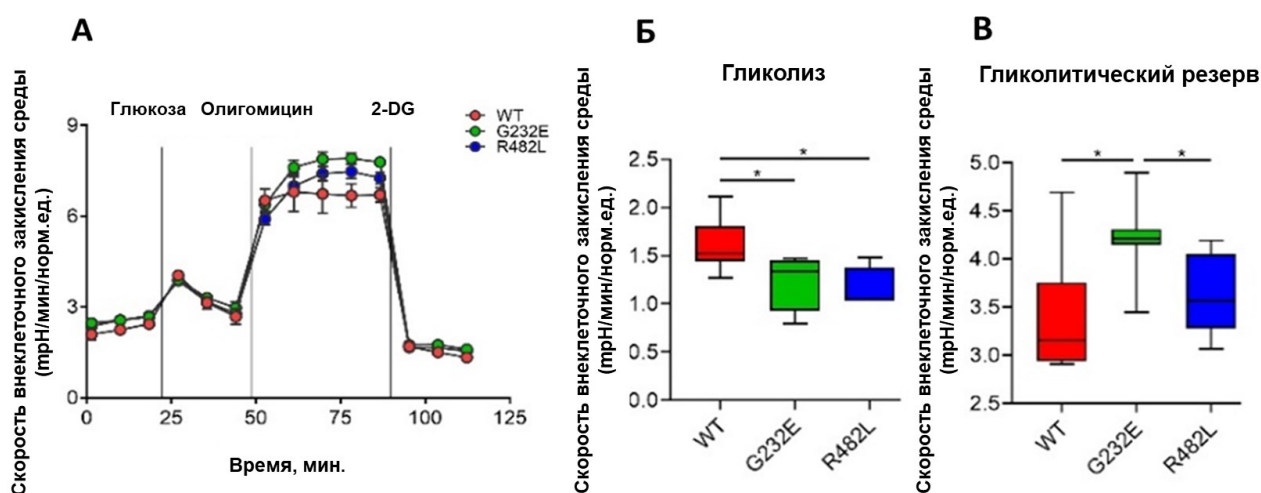 А
Скорость внеклеточного закисления среды
(mpH/мин/норм.ед.)
Глюкоза Олигомицин 2-DG
WT
G232E
R482L
9
6
3
0
0 25 50 75 100 125
Время, мин.
Б
Гликолиз
Скорость внеклеточного закисления среды
(mpH/мин/норм.ед.)
* 
*
2.5
2.0
1.5
1.0
0.5
0.0
WT G232E R482L
В
Гликолитический резерв
Скорость внеклеточного закисления среды
(mpH/мин/норм.ед.)
* *
5.0
4.5
4.0
3.5
3.0
2.5
WT G232E R482L